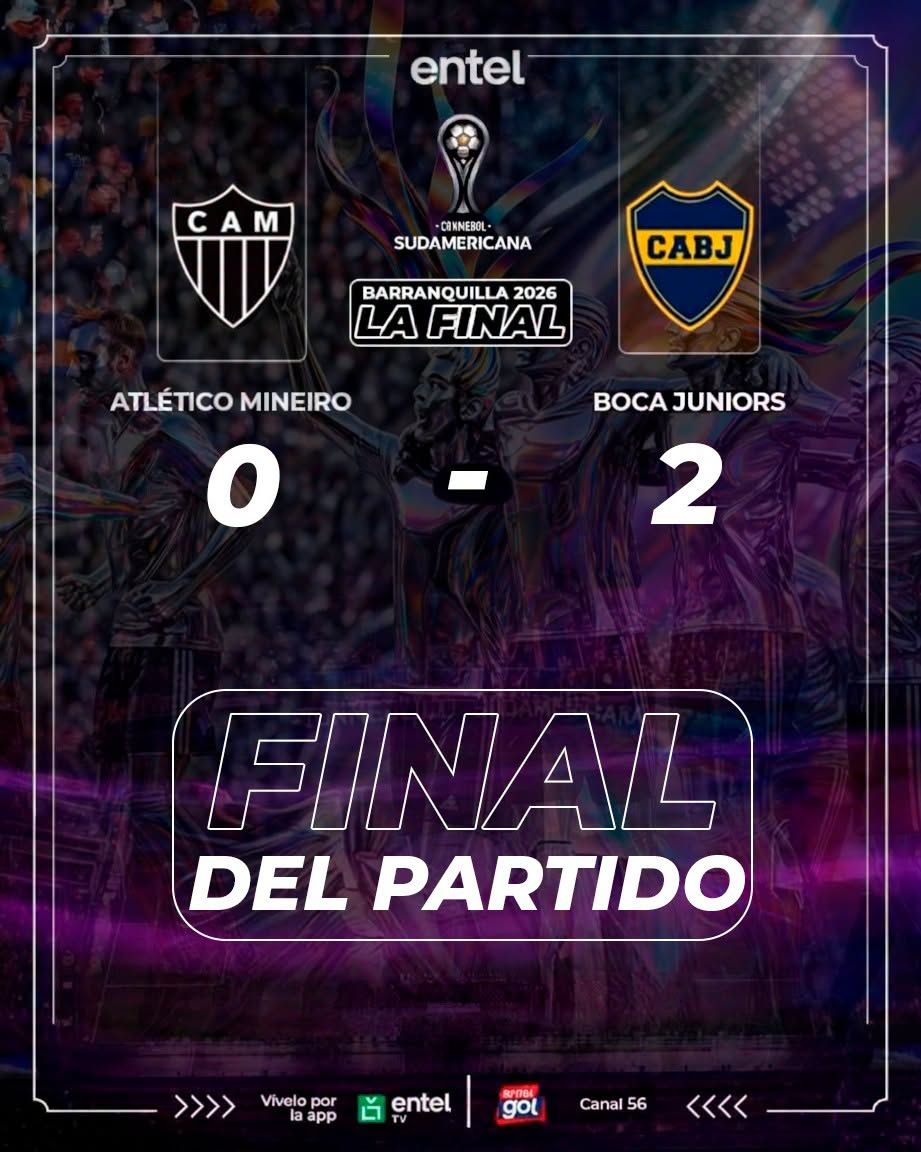 entel
CAM
CABJ
CONMEBOL
SUDAMERICANA
BARRANQUILLA 2026
LA FINAL
ATLÉTICO MINEIRO
BOCA JUNIORS
0 - 2
FINAL
DEL PARTIDO
Vívelo por
la app
entel
TV
gol
Canal 56